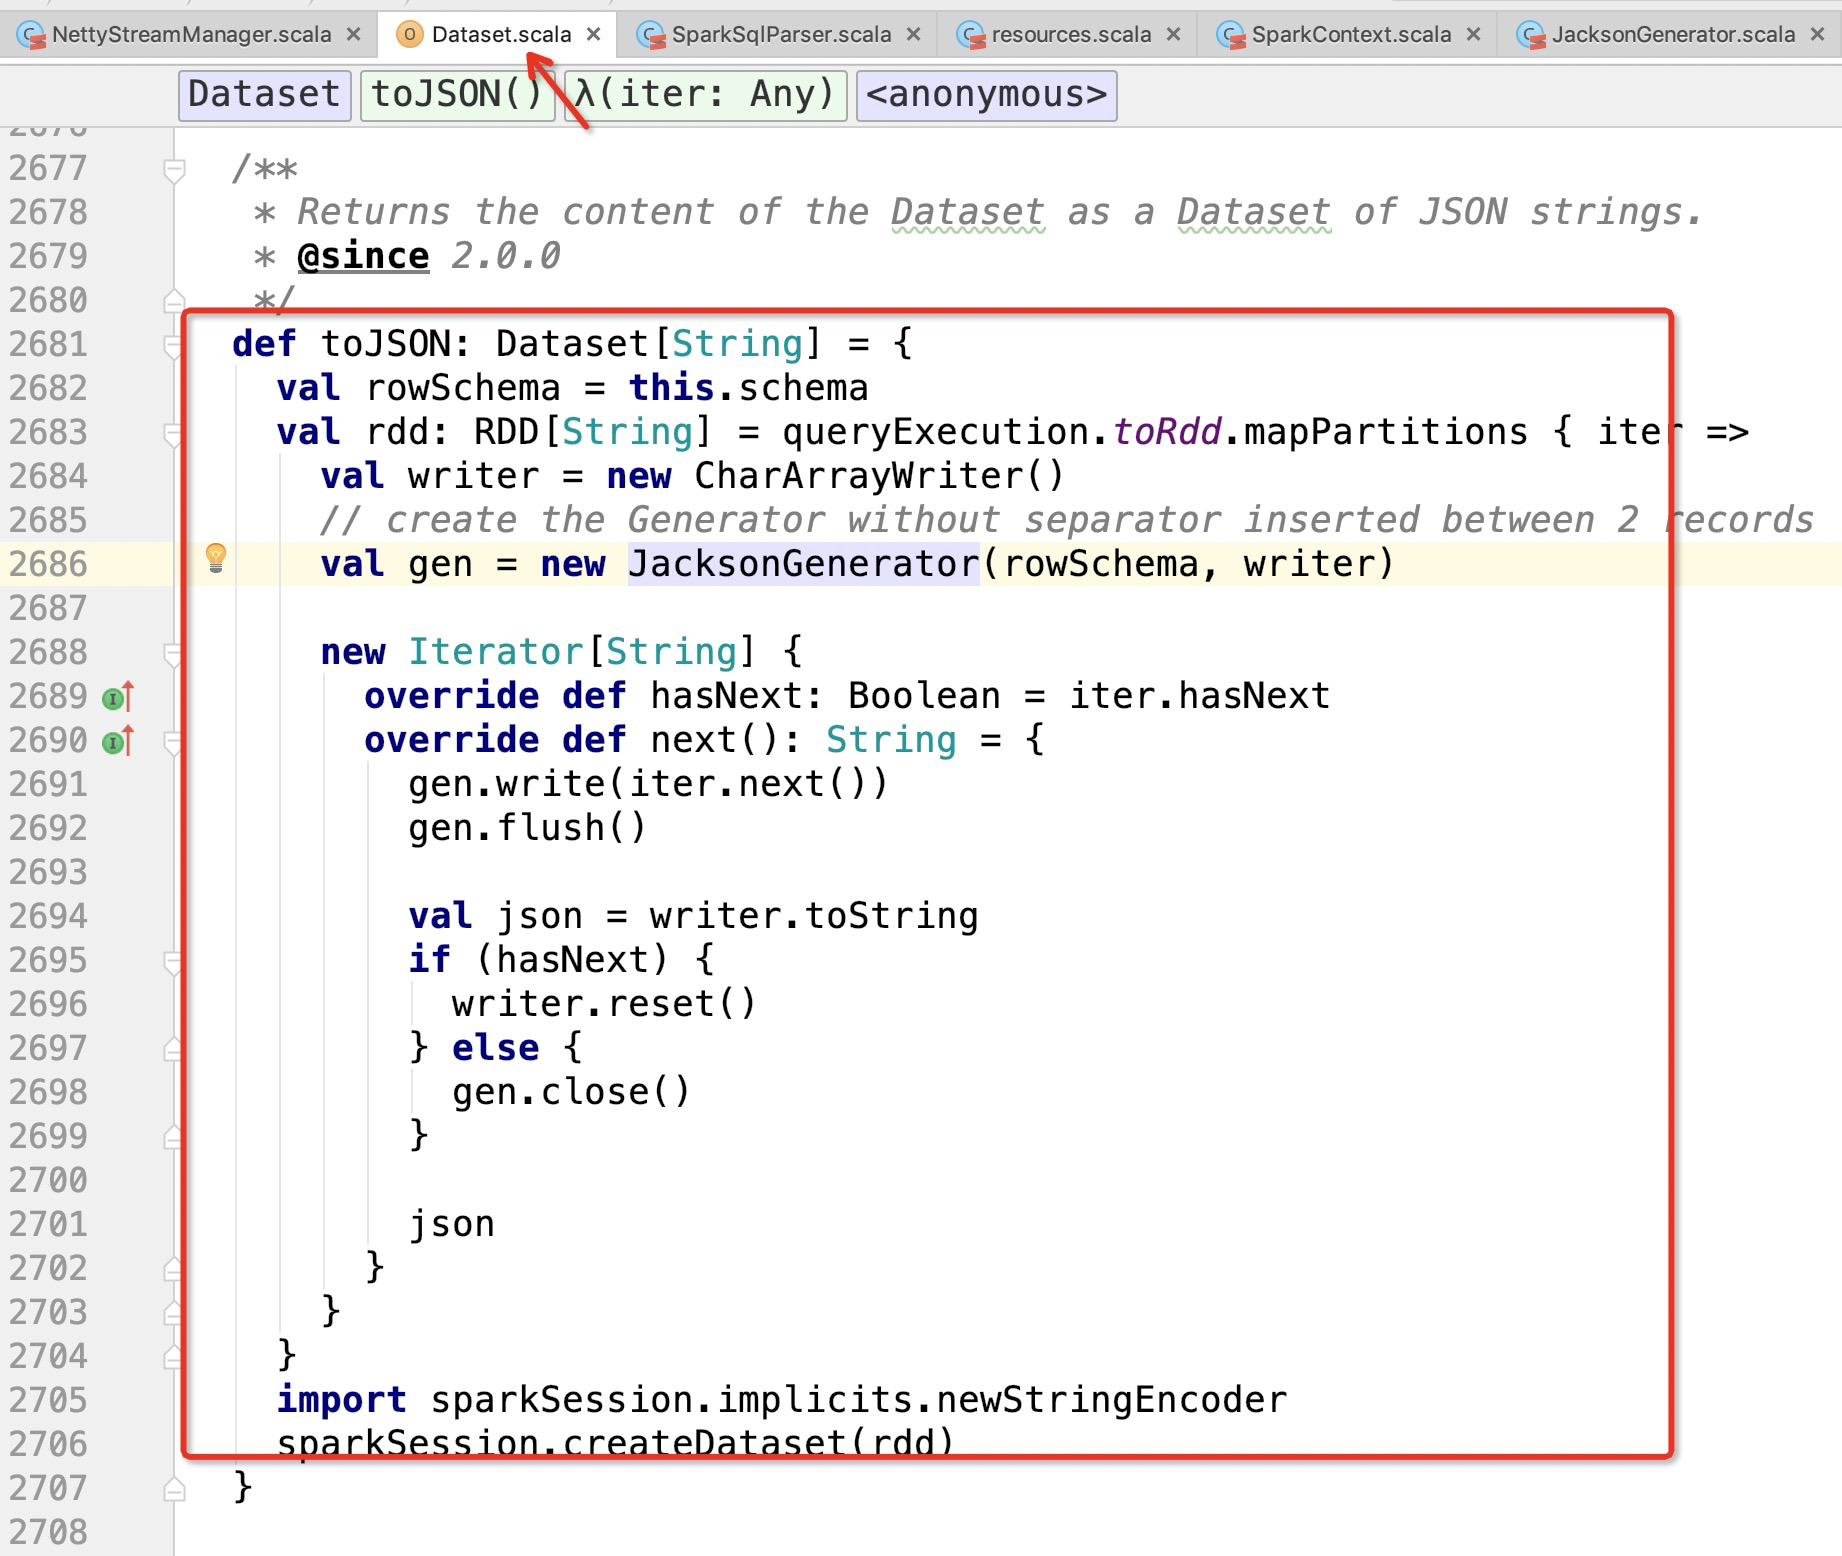 NettyStreamManager.scala × Dataset.scala × SparkSqlParser.scala × resources.scala × SparkContext.scala × JacksonGenerator.scala ×
Dataset toJSON() λ(iter: Any) <anonymous>
2676
2677 /**
2678 * Returns the content of the Dataset as a Dataset of JSON strings.
2679 * @since 2.0.0
2680 */
2681 def toJSON: Dataset[String] = {
2682 val rowSchema = this.schema
2683 val rdd: RDD[String] = queryExecution.toRdd.mapPartitions { iter =>
2684 val writer = new CharArrayWriter()
2685 // create the Generator without separator inserted between 2 records
2686 val gen = new JacksonGenerator(rowSchema, writer)
2687
2688 new Iterator[String] {
2689 override def hasNext: Boolean = iter.hasNext
2690 override def next(): String = {
2691 gen.write(iter.next())
2692 gen.flush()
2693
2694 val json = writer.toString
2695 if (hasNext) {
2696 writer.reset()
2697 } else {
2698 gen.close()
2699 }
2700
2701 json
2702 }
2703 }
2704 }
2705 import sparkSession.implicits.newStringEncoder
2706 sparkSession.createDataset(rdd)
2707 }
2708